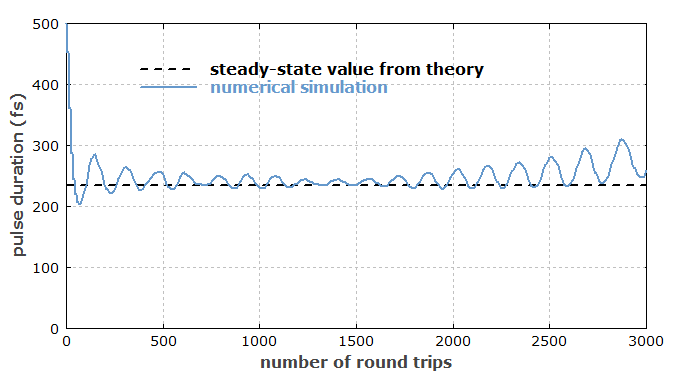 500
400
300
200
100
0
pulse duration (fs)
steady-state value from theory
numerical simulation
0 500 1000 1500 2000 2500 3000
number of round trips